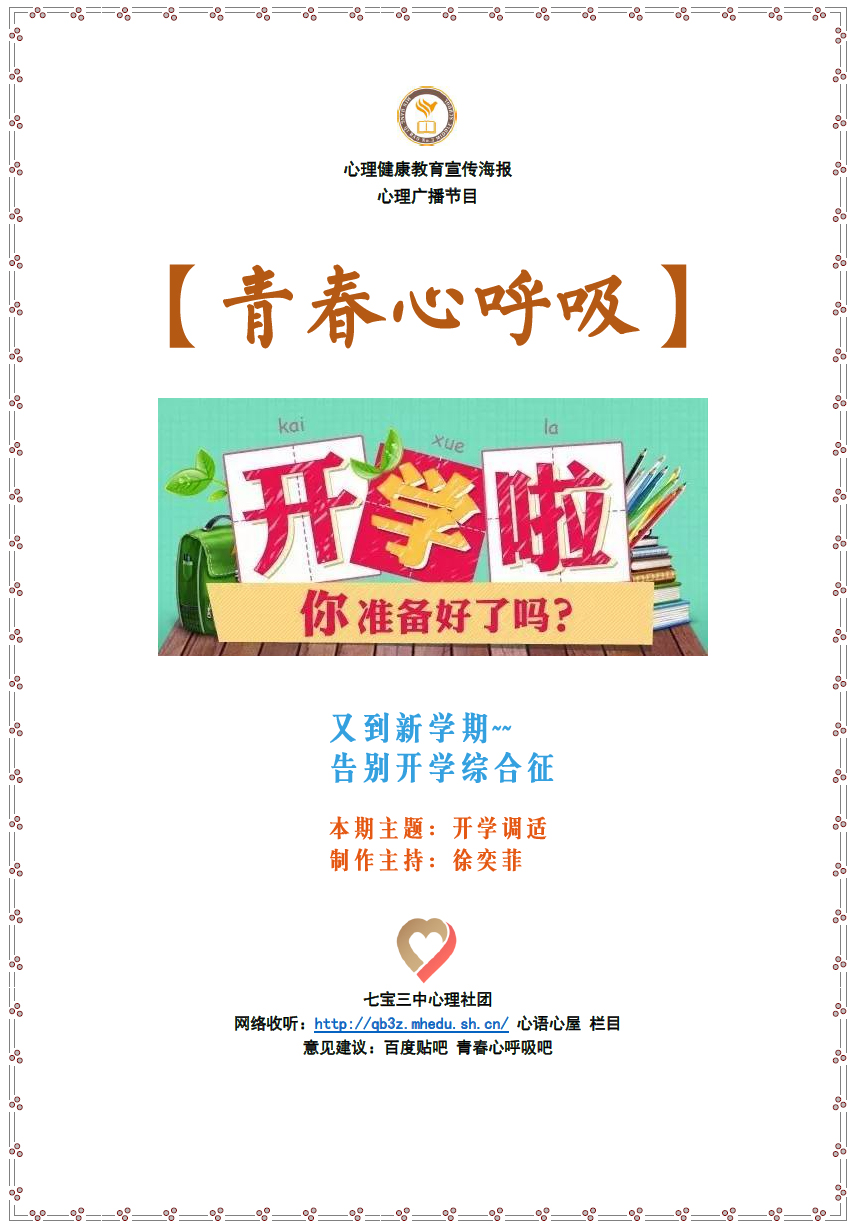 心理健康教育宣传海报
心理广播节目
【青春心呼吸】
kai xue la
开学啦
你准备好了吗?
又到新学期~~
告别开学综合征
本期主题：开学调适
制作主持：徐奕菲
七宝三中心理社团
网络收听：http://qb3z.mhedu.sh.cn/ 心语心屋 栏目
意见建议：百度贴吧 青春心呼吸吧